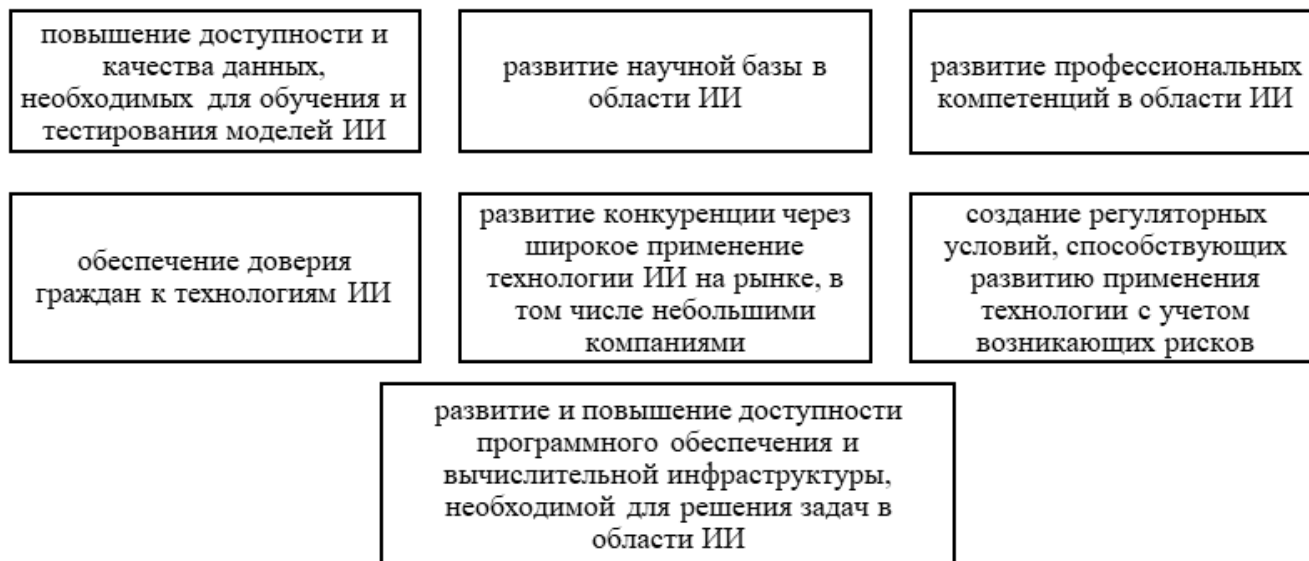 повышение доступности и
качества данных,
необходимых для обучения и
тестирования моделей ИИ
развитие научной базы в
области ИИ
развитие профессиональных
компетенций в области ИИ
обеспечение доверия
граждан к технологиям ИИ
развитие конкуренции через
широкое применение
технологии ИИ на рынке, в
том числе небольшими
компаниями
создание регуляторных
условий, способствующих
развитию применения
технологии с учетом
возникающих рисков
развитие и повышение доступности
программного обеспечения и
вычислительной инфраструктуры,
необходимой для решения задач в
области ИИ